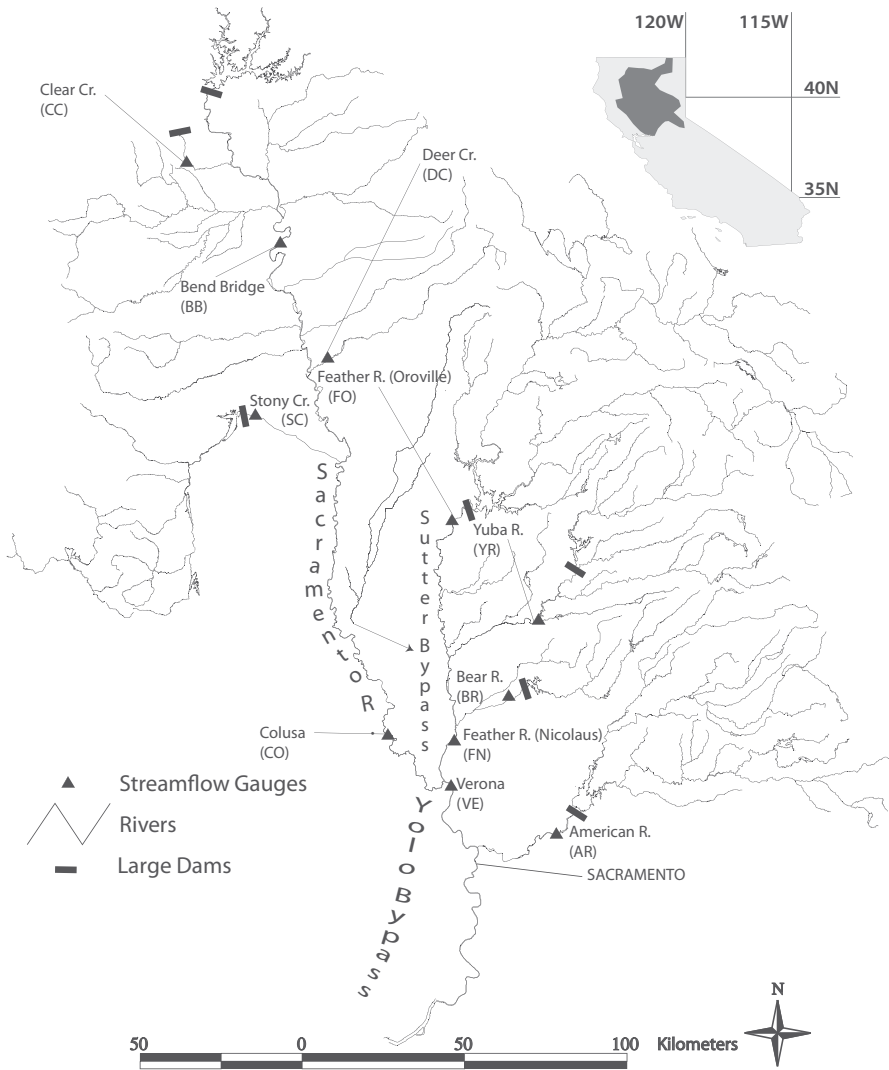 120W
115W
40N
35N
Clear Cr.
(CC)
Deer Cr.
(DC)
Bend Bridge
(BB)
Feather R. (Oroville)
(FO)
Stony Cr.
(SC)
Sacramento R
Sutter Bypass
Yuba R.
(YR)
Bear R.
(BR)
Colusa
(CO)
Feather R. (Nicolaus)
(FN)
Streamflow Gauges
Verona
(VE)
Rivers
Yolo Bypass
American R.
(AR)
Large Dams
SACRAMENTO
N
50
0
50
100
Kilometers